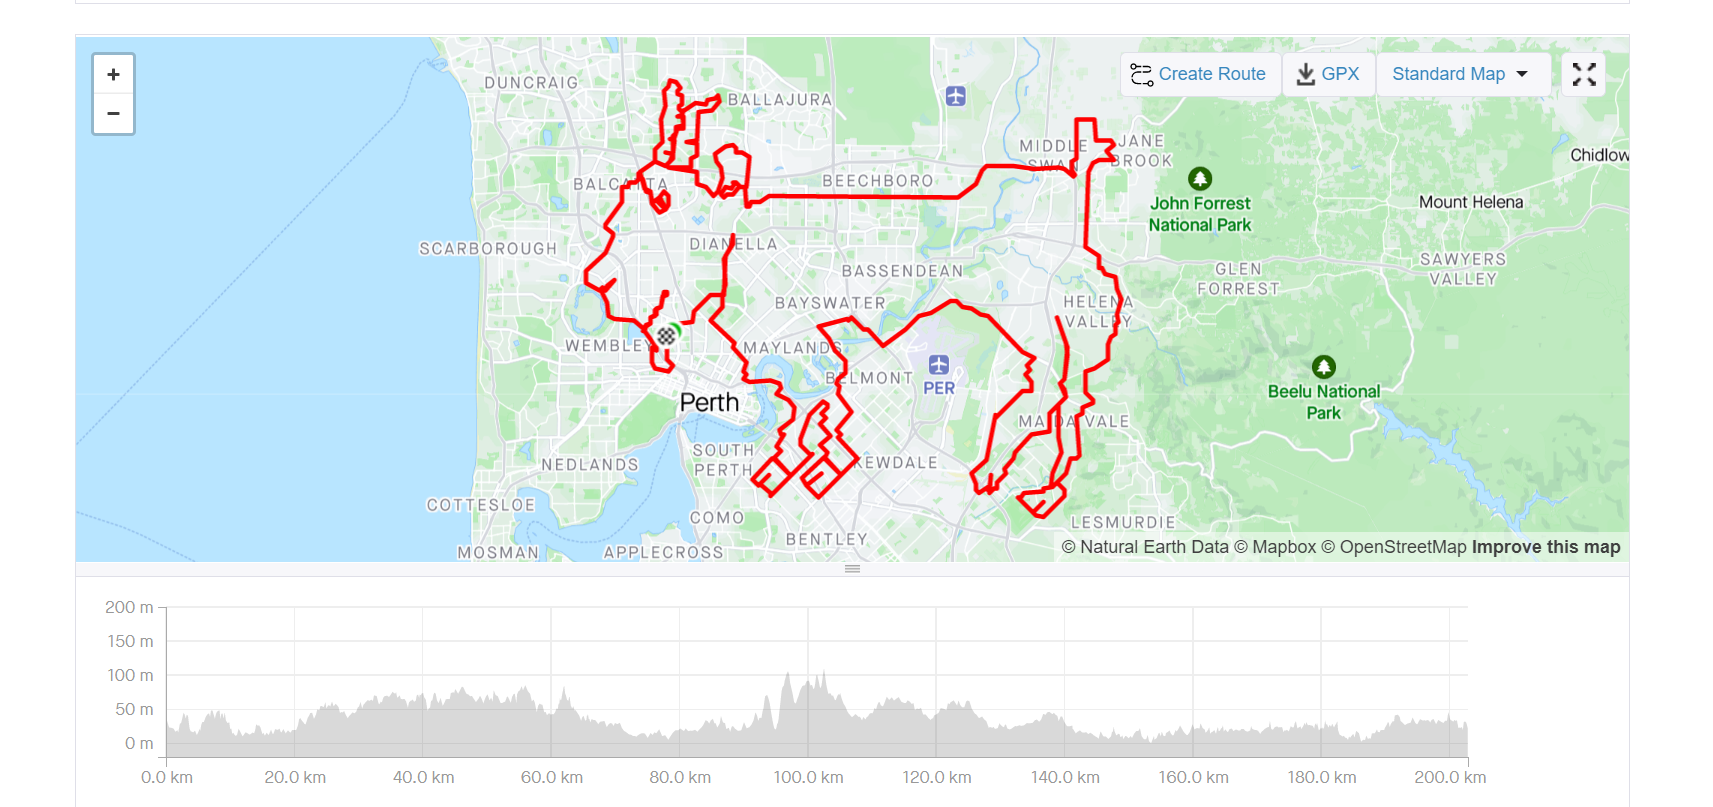 +
−
Create Route
GPX
Standard Map
DUNCRAIG
BALLAJURA
MIDDLE
SWAN
JANE
BROOK
Chidlow
BALCATTA
BEECHBORO
John Forrest
National Park
Mount Helena
SCARBOROUGH
DIANELLA
BASSENDEAN
GLEN
FORREST
SAWYERS
VALLEY
BAYSWATER
HELENA
VALLEY
WEMBLEY
MAYLANDS
BELMONT
PER
Beelu National
Park
Perth
MAIDA VALE
SOUTH
PERTH
KEWDALE
NEDLANDS
COTTESLOE
COMO
LESMURDIE
BENTLEY
MOSMAN
APPLECROSS
© Natural Earth Data © Mapbox © OpenStreetMap Improve this map
200 m
150 m
100 m
50 m
0 m
0.0 km 20.0 km 40.0 km 60.0 km 80.0 km 100.0 km 120.0 km 140.0 km 160.0 km 180.0 km 200.0 km